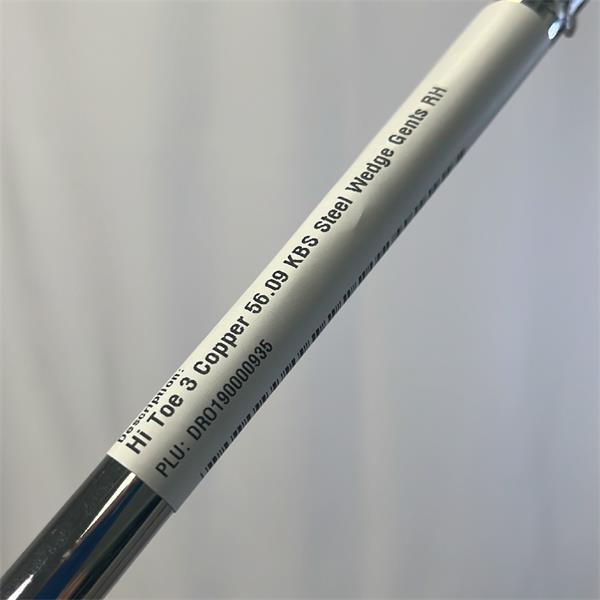 Description:
Hi Toe 3 Copper 56.09 KBS Steel Wedge Gents RH
PLU: DRO190000935